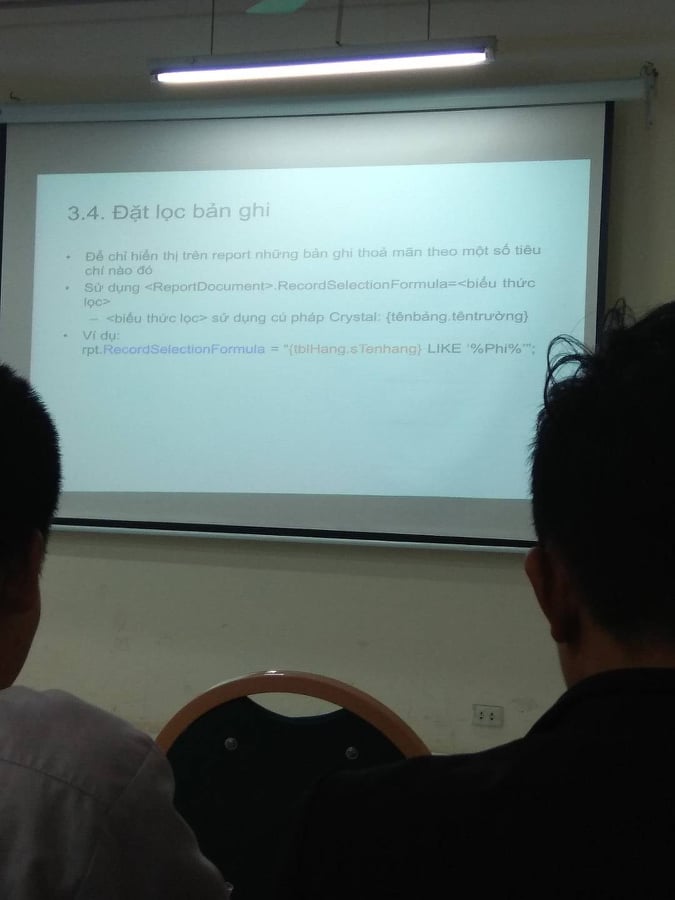 3.4. Đặt lọc bản ghi
• Để chỉ hiển thị trên report những bản ghi thoả mãn theo một số tiêu
chí nào đó
• Sử dụng <ReportDocument>.RecordSelectionFormula=<biểu thức
lọc>
– <biểu thức lọc> sử dụng cú pháp Crystal: {tênbảng.têntrường}
• Ví dụ:
rpt.RecordSelectionFormula = "{tblHang.sTenhang} LIKE '%Phi%'";